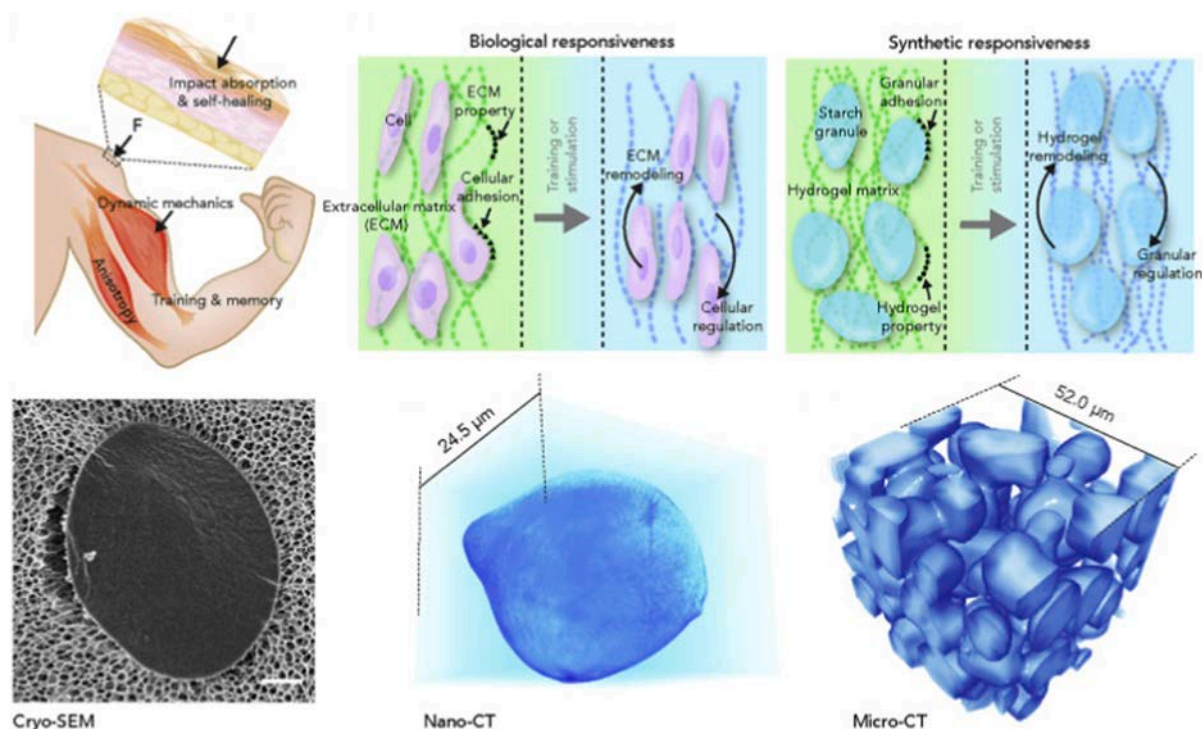 Impact absorption
& self-healing
F
Dynamic mechanics
Anisotropy
Training & memory
Biological responsiveness
Cell
ECM
property
Cellular
adhesion
Extracellular matrix
(ECM)
Training or
stimulation
ECM
remodeling
Cellular
regulation
Synthetic responsiveness
Starch
granule
Granular
adhesion
Hydrogel matrix
Hydrogel
property
Training or
stimulation
Hydrogel
remodeling
Granular
regulation
Cryo-SEM
24.5 µm
Nano-CT
52.0 µm
Micro-CT